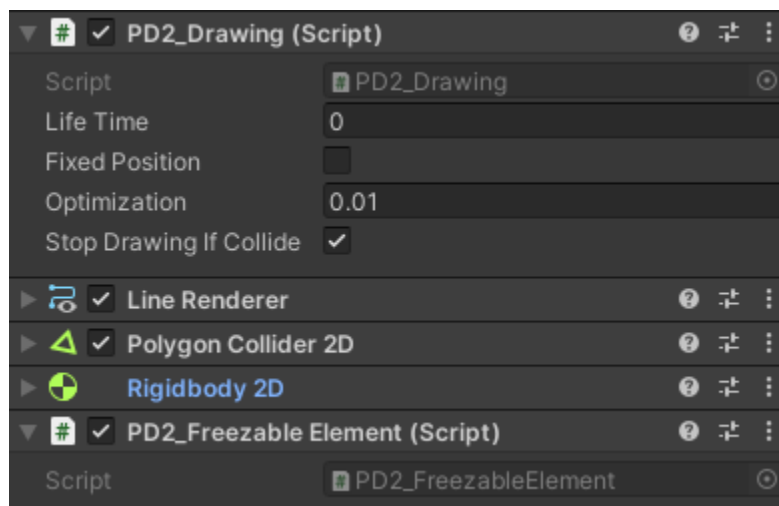 PD2_Drawing (Script)
Script PD2_Drawing
Life Time 0
Fixed Position
Optimization 0.01
Stop Drawing If Collide
Line Renderer
Polygon Collider 2D
Rigidbody 2D
PD2_Freezable Element (Script)
Script PD2_FreezableElement